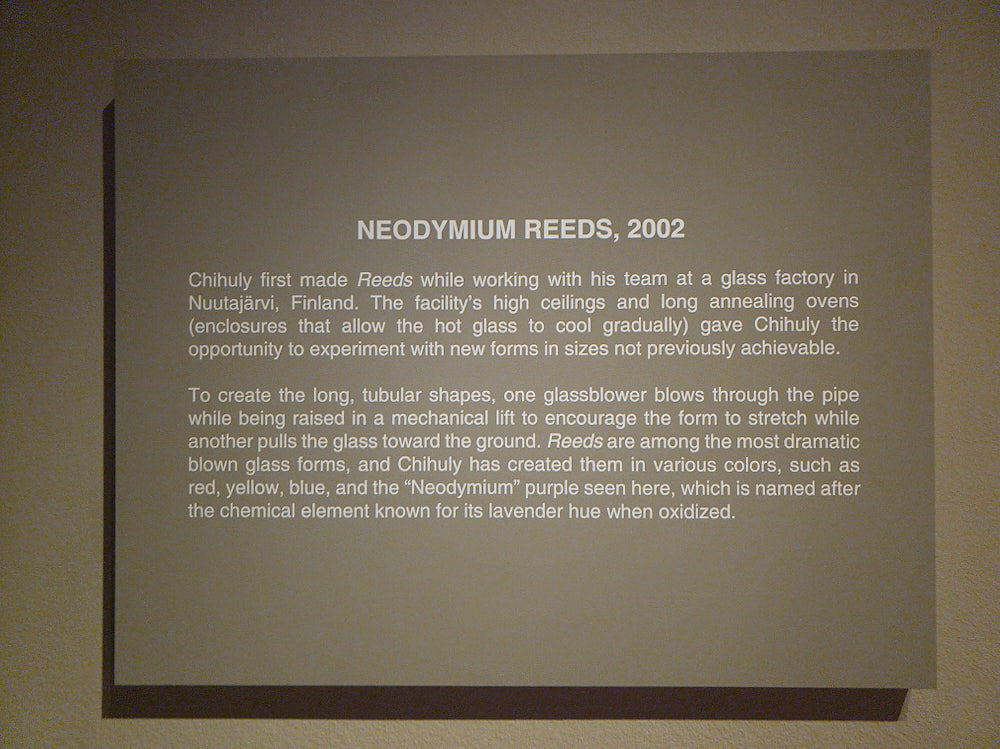 NEODYMIUM REEDS, 2002
Chihuly first made Reeds while working with his team at a glass factory in
Nuutajärvi, Finland. The facility’s high ceilings and long annealing ovens
(enclosures that allow the hot glass to cool gradually) gave Chihuly the
opportunity to experiment with new forms in sizes not previously achievable.
To create the long, tubular shapes, one glassblower blows through the pipe
while being raised in a mechanical lift to encourage the form to stretch while
another pulls the glass toward the ground. Reeds are among the most dramatic
blown glass forms, and Chihuly has created them in various colors, such as
red, yellow, blue, and the “Neodymium” purple seen here, which is named after
the chemical element known for its lavender hue when oxidized.